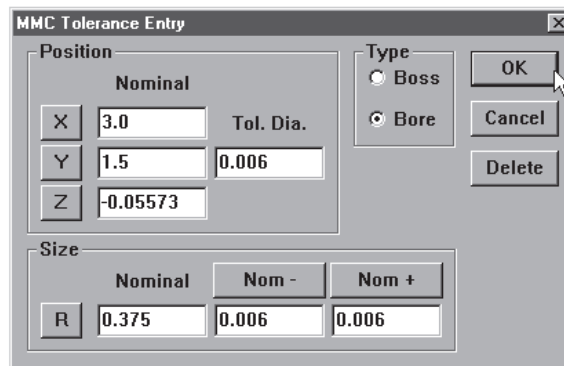 MMC Tolerance Entry
Position
Nominal
X 3.0 Tol. Dia.
Y 1.5 0.006
Z -0.05573
Type
Boss
Bore
OK
Cancel
Delete
Size
Nominal Nom - Nom +
R 0.375 0.006 0.006